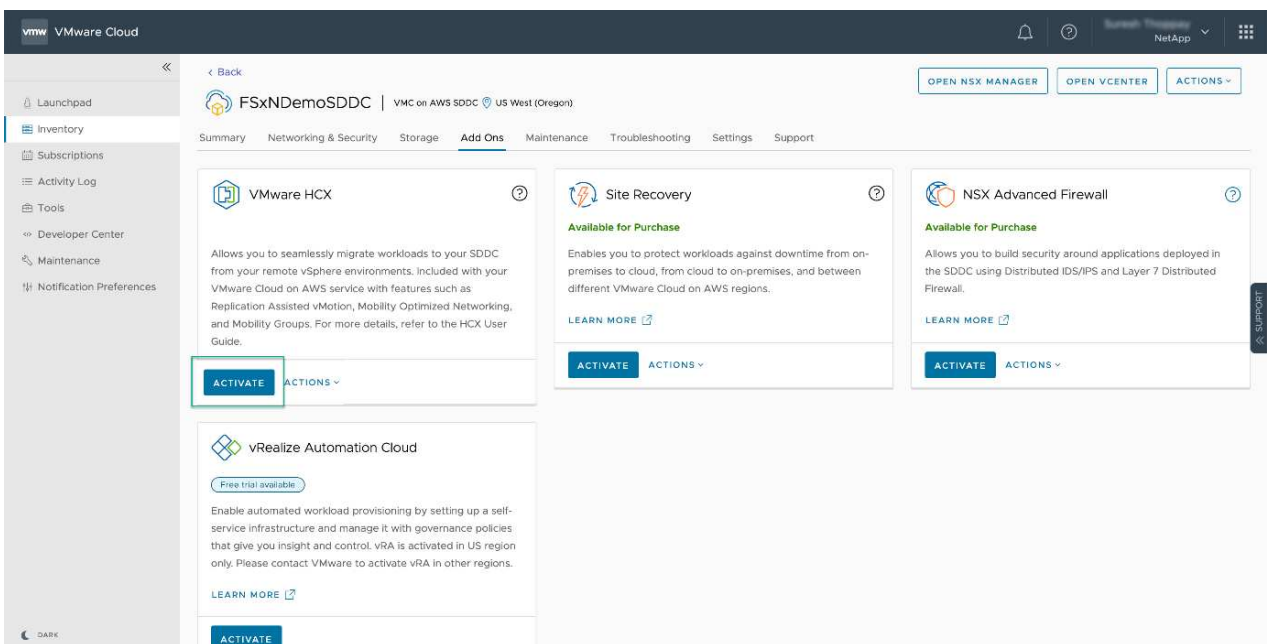 vmw VMware Cloud
NetApp
Launchpad
Inventory
Subscriptions
Activity Log
Tools
Developer Center
Maintenance
Notification Preferences
DARK
< Back
FSxNDemoSDDC | VMC on AWS SDDC US West (Oregon)
OPEN NSX MANAGER
OPEN VCENTER
ACTIONS
Summary Networking & Security Storage Add Ons Maintenance Troubleshooting Settings Support
VMware HCX
Allows you to seamlessly migrate workloads to your SDDC
from your remote vSphere environments. Included with your
VMware Cloud on AWS service with features such as
Replication Assisted vMotion, Mobility Optimized Networking,
and Mobility Groups. For more details, refer to the HCX User
Guide.
ACTIVATE ACTIONS
Site Recovery
Available for Purchase
Enables you to protect workloads against downtime from on-
premises to cloud, from cloud to on-premises, and between
different VMware Cloud on AWS regions.
LEARN MORE
ACTIVATE ACTIONS
NSX Advanced Firewall
Available for Purchase
Allows you to build security around applications deployed in
the SDDC using Distributed IDS/IPS and Layer 7 Distributed
Firewall.
LEARN MORE
ACTIVATE ACTIONS
vRealize Automation Cloud
Free trial available
Enable automated workload provisioning by setting up a self-
service infrastructure and manage it with governance policies
that give you insight and control. vRA is activated in US region
only. Please contact VMware to activate vRA in other regions.
LEARN MORE
ACTIVATE
SUPPORT